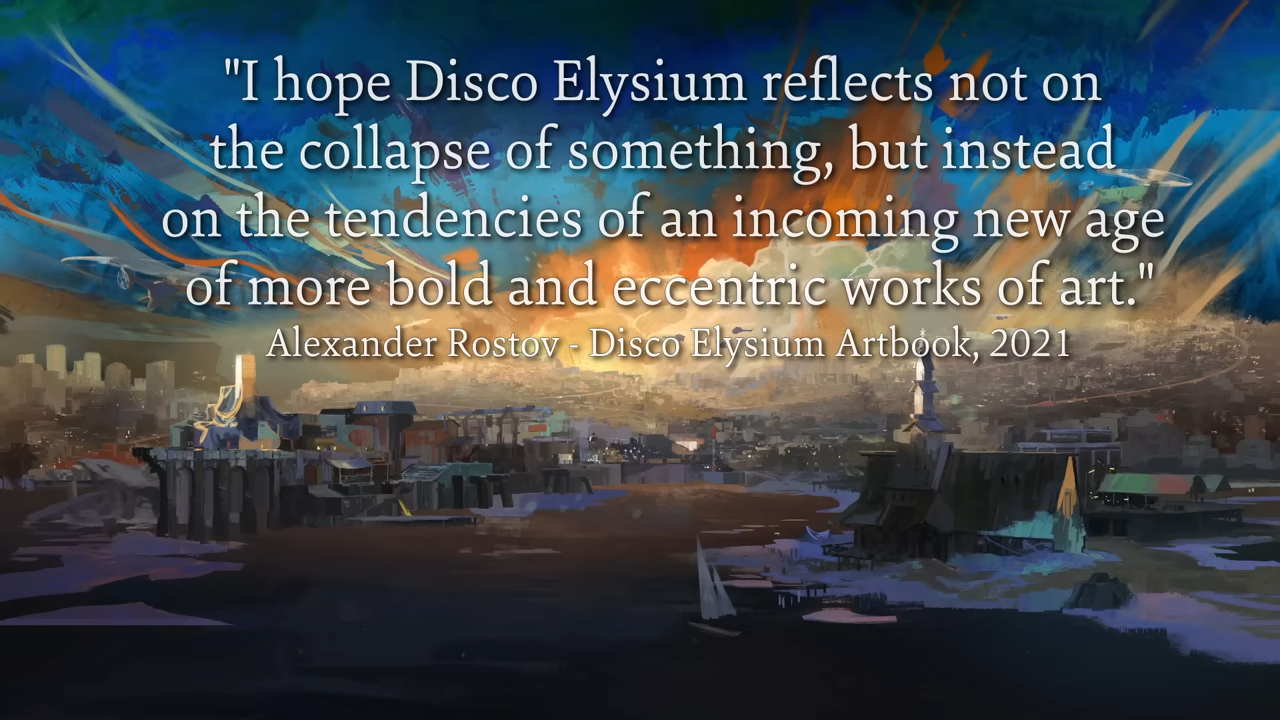 "I hope Disco Elysium reflects not on
the collapse of something, but instead
on the tendencies of an incoming new age
of more bold and eccentric works of art."
Alexander Rostov - Disco Elysium Artbook, 2021